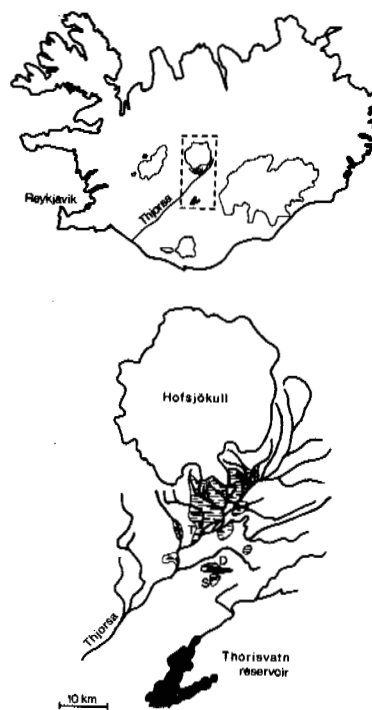 Reykjavik
Thjorsa
Hofsjökull
T
D
S
Thjorsa
Thorisvatn
reservoir
10 km